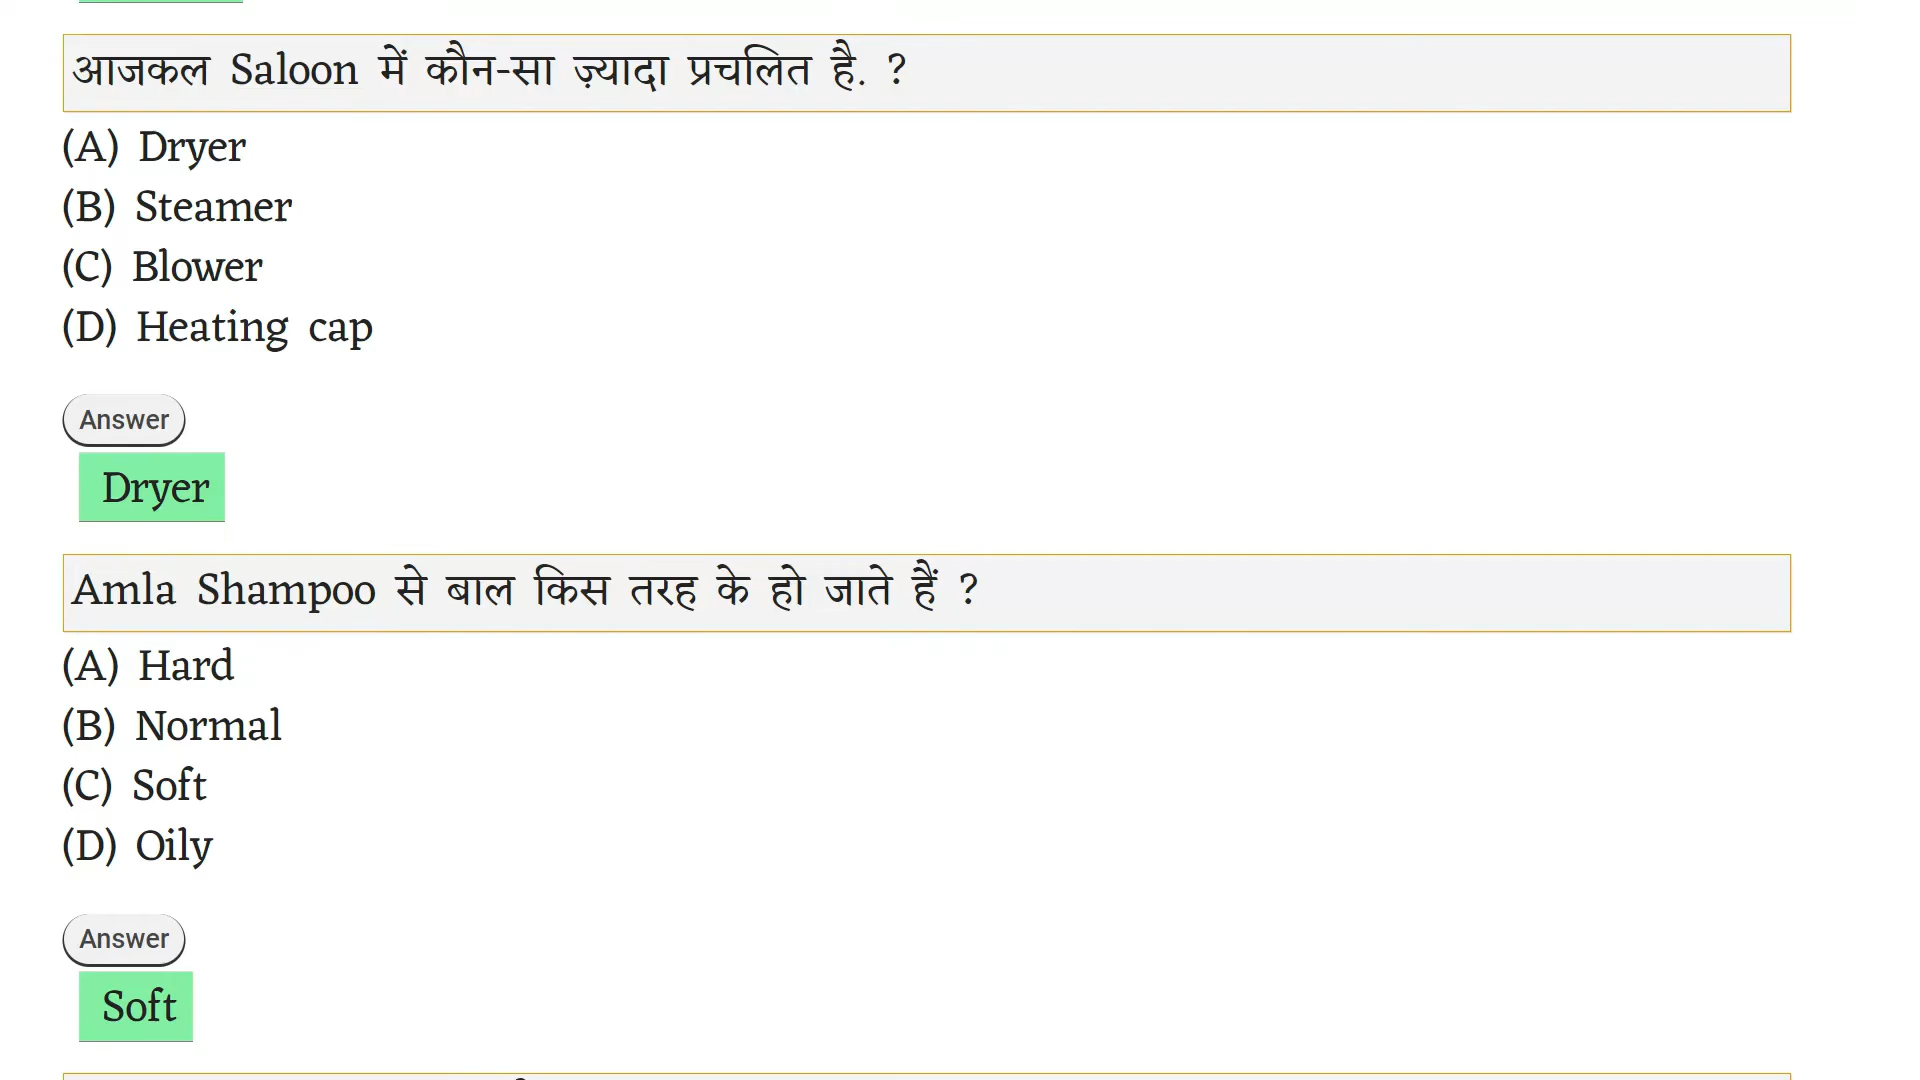 आजकल Saloon में कौन-सा ज़्यादा प्रचलित है. ?
(A) Dryer
(B) Steamer
(C) Blower
(D) Heating cap
Answer
Dryer
Amla Shampoo से बाल किस तरह के हो जाते हैं ?
(A) Hard
(B) Normal
(C) Soft
(D) Oily
Answer
Soft